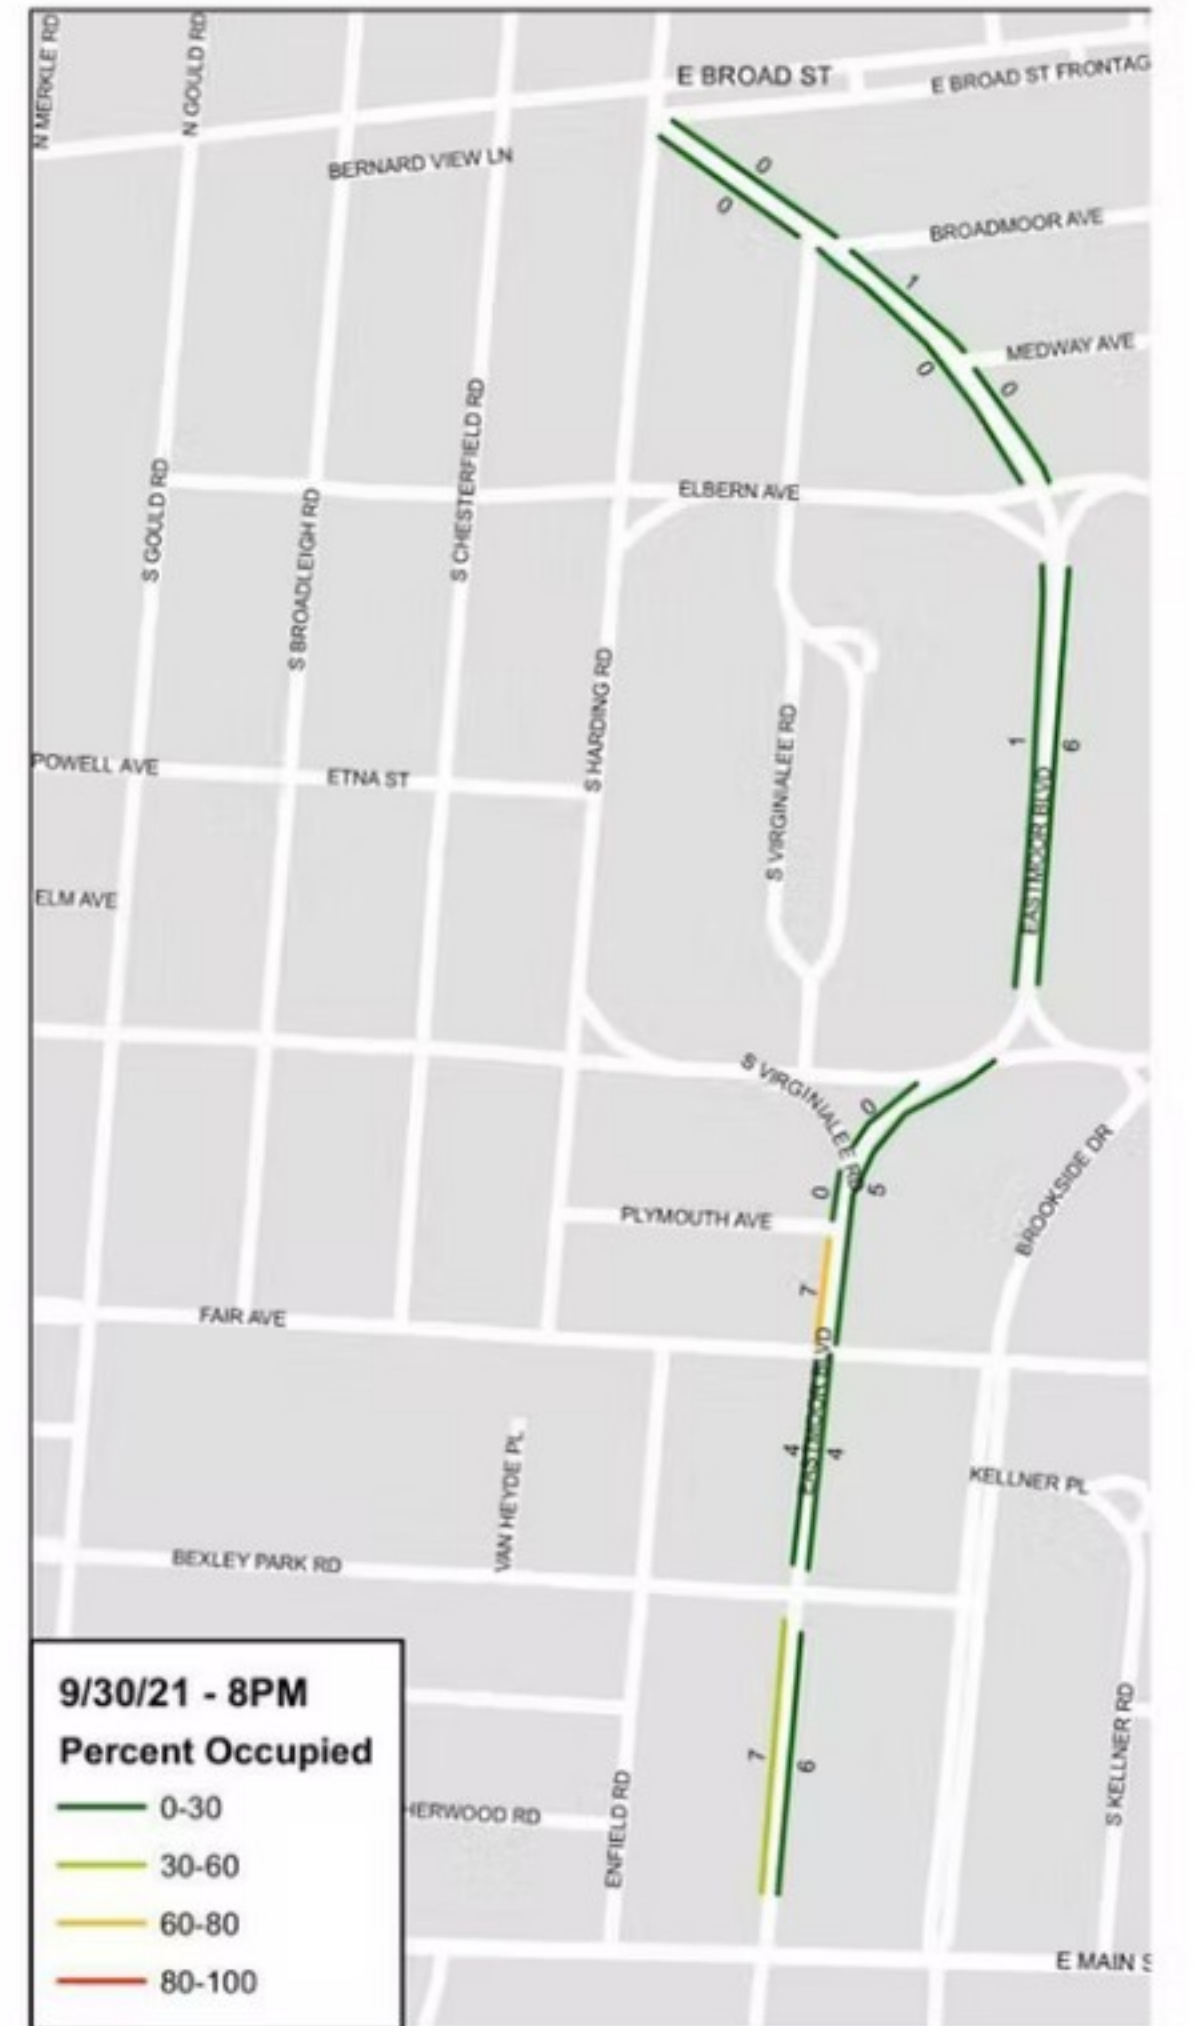 N MERKLE RD
N GOULD RD
E BROAD ST
E BROAD ST FRONTAG
BERNARD VIEW LN
0
0
BROADMOOR AVE
1
MEDWAY AVE
0
0
S GOULD RD
S BROADLEIGH RD
S CHESTERFIELD RD
ELBERN AVE
S HARDING RD
S VIRGINIALEE RD
1
6
EASTMOOR BLVD
POWELL AVE
ETNA ST
ELM AVE
S VIRGINIALEE RD
0
0
5
BROOKSIDE DR
PLYMOUTH AVE
7
FAIR AVE
EASTMOOR BLVD
4
4
VAN HEYDE PL
KELLNER PL
BEXLEY PARK RD
7
6
S KELLNER RD
HERWOOD RD
ENFIELD RD
E MAIN S
9/30/21 - 8PM
Percent Occupied
0-30
30-60
60-80
80-100